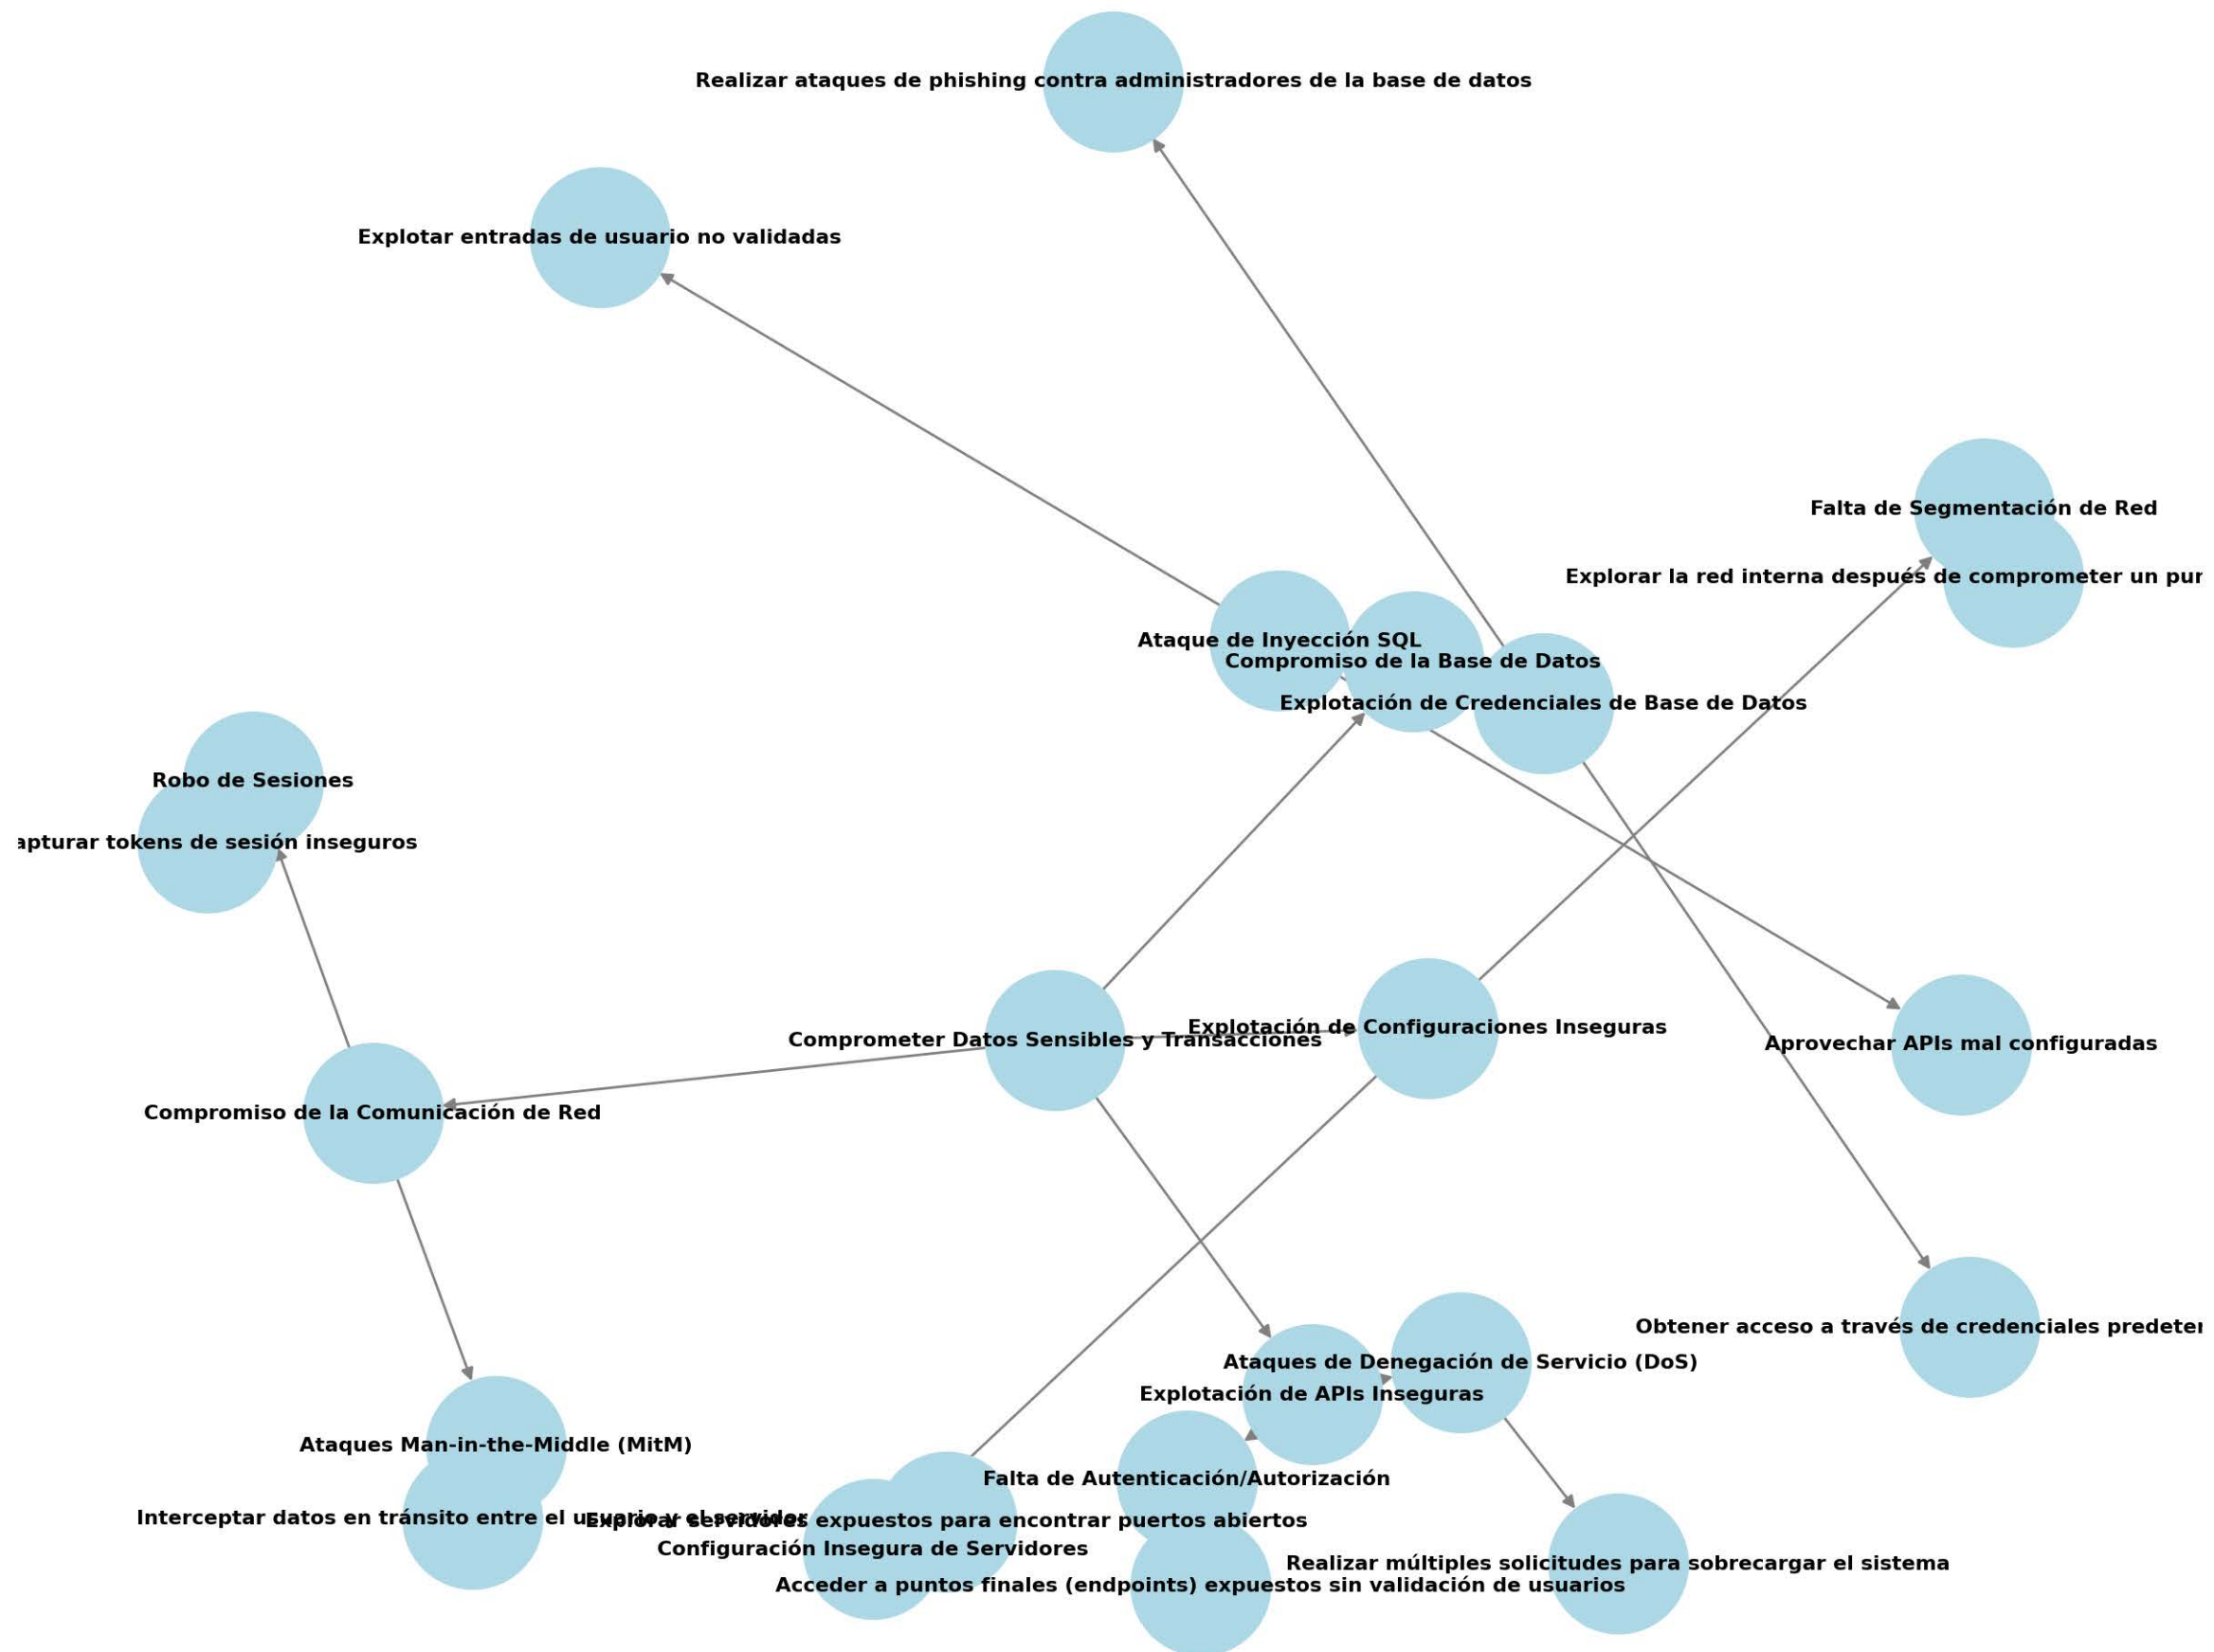 Realizar ataques de phishing contra administradores de la base de datos
Explotar entradas de usuario no validadas
Falta de Segmentación de Red
Explorar la red interna después de comprometer un
Ataque de Inyección SQL
Compromiso de la Base de Datos
Explotación de Credenciales de Base de Datos
Robo de Sesiones
apturar tokens de sesión inseguros
Explotación de Configuraciones Inseguras
Comprometer Datos Sensibles y Transacciones
Aprovechar APIs mal configuradas
Compromiso de la Comunicación de Red
Obtener acceso a través de credenciales predeter
Ataques de Denegación de Servicio (DoS)
Explotación de APIs Inseguras
Ataques Man-in-the-Middle (MitM)
Falta de Autenticación/Autorización
Interceptar datos en tránsito entre el usuario y el servidor
Explorar servidores expuestos para encontrar puertos abiertos
Configuración Insegura de Servidores
Realizar múltiples solicitudes para sobrecargar el sistema
Acceder a puntos finales (endpoints) expuestos sin validación de usuarios